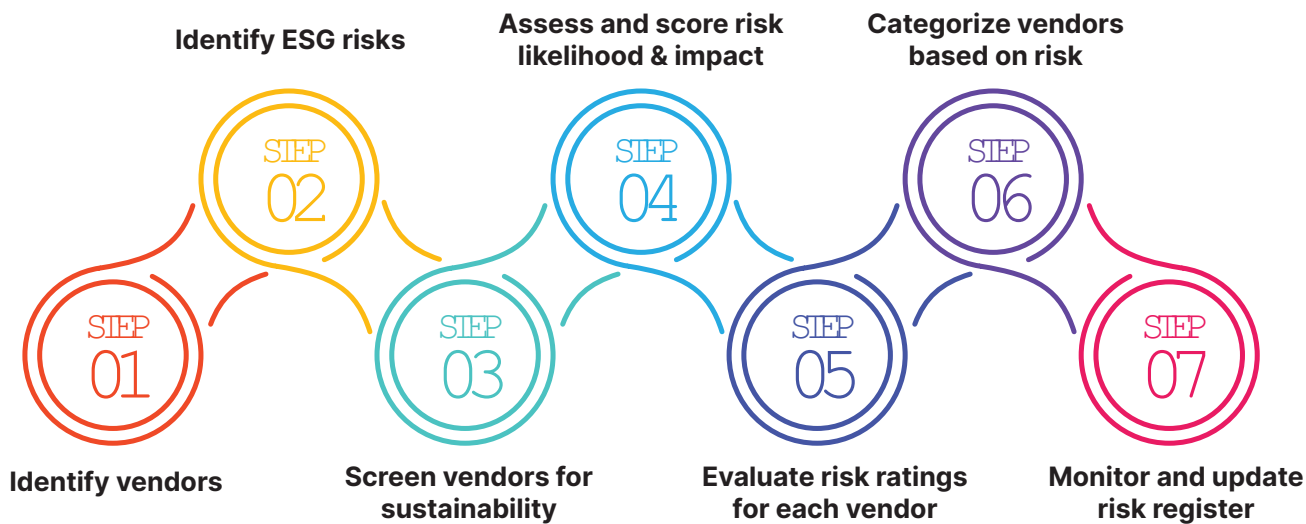 Identify vendors
STEP
01
Identify ESG risks
STEP
02
STEP
03
Screen vendors for
sustainability
Assess and score risk
likelihood & impact
STEP
04
STEP
05
Evaluate risk ratings
for each vendor
Categorize vendors
based on risk
STEP
06
STEP
07
Monitor and update
risk register